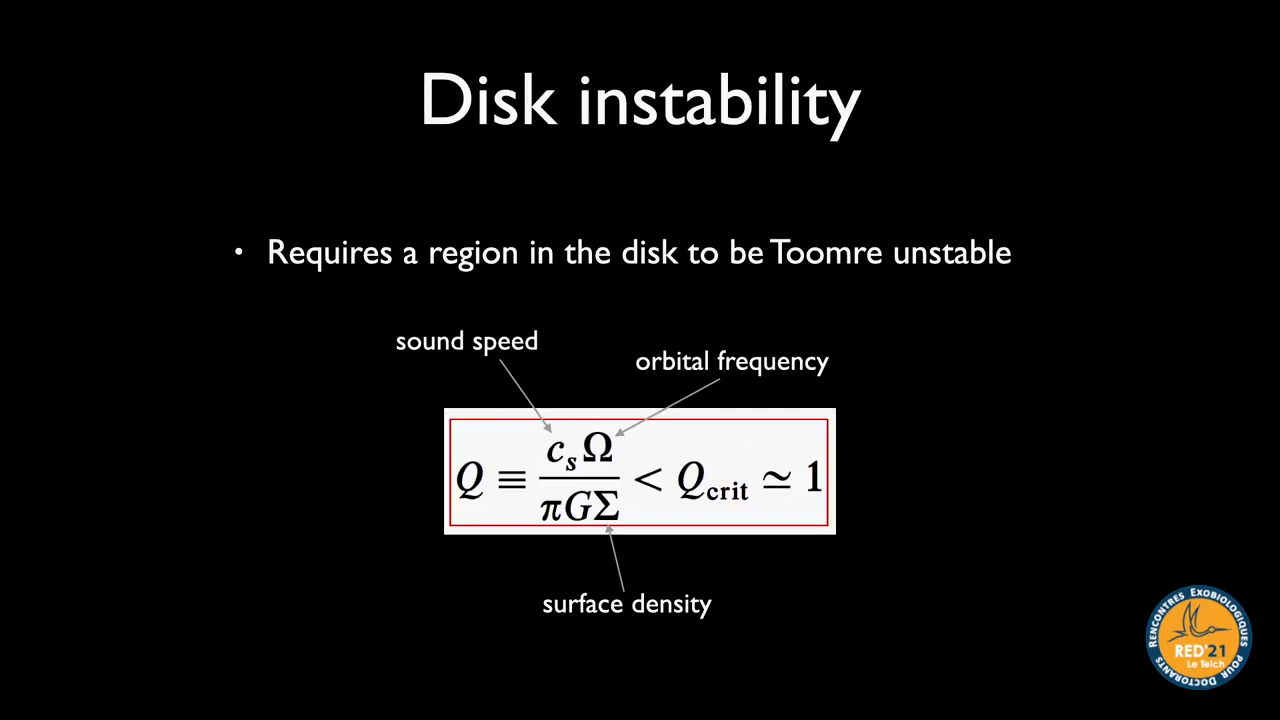 Disk instability
• Requires a region in the disk to be Toomre unstable
sound speed
orbital frequency
Q ≡ c_s Ω / πGΣ < Q_crit ≃ 1
surface density
RENCONTRES EXOBIOLOGIQUES
POUR DOCTORANTS
RED'21
Le Teich